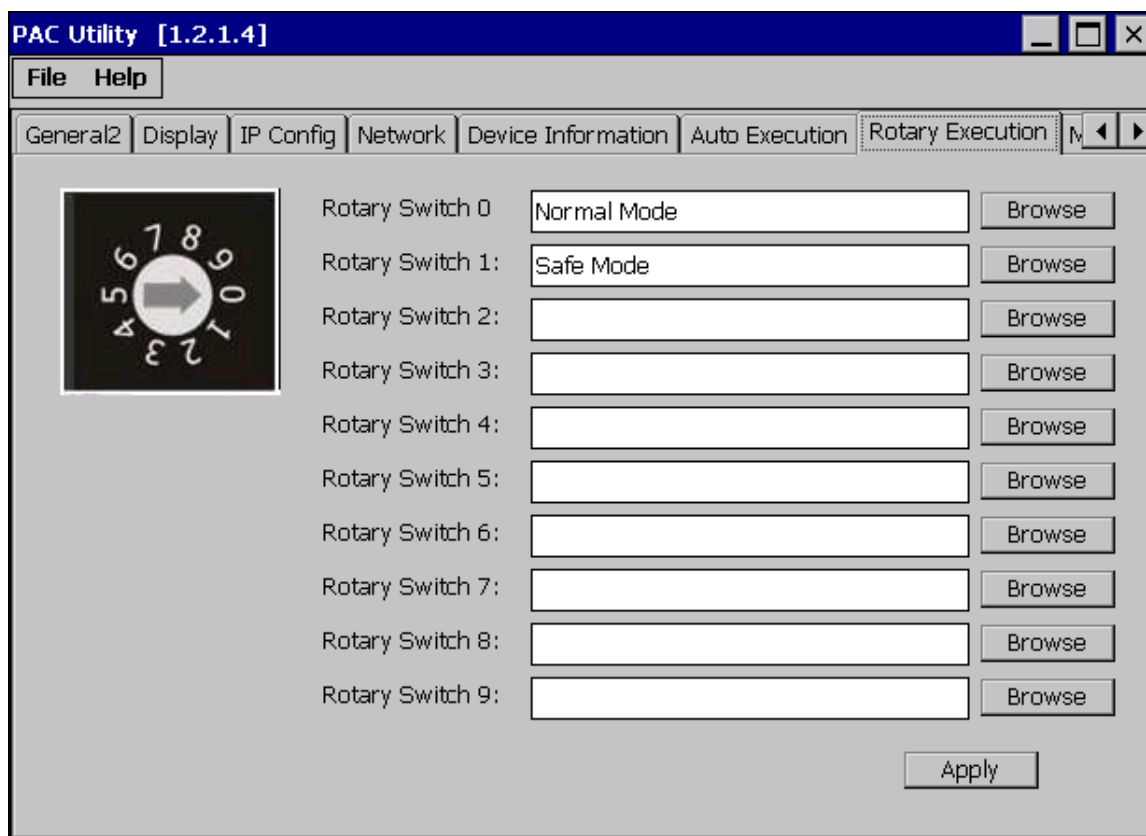 PAC Utility [1.2.1.4]
File Help
General2 Display IP Config Network Device Information Auto Execution Rotary Execution
7 8 9 0 1 2 3 4 5 6
Rotary Switch 0 Normal Mode Browse
Rotary Switch 1: Safe Mode Browse
Rotary Switch 2: Browse
Rotary Switch 3: Browse
Rotary Switch 4: Browse
Rotary Switch 5: Browse
Rotary Switch 6: Browse
Rotary Switch 7: Browse
Rotary Switch 8: Browse
Rotary Switch 9: Browse
Apply